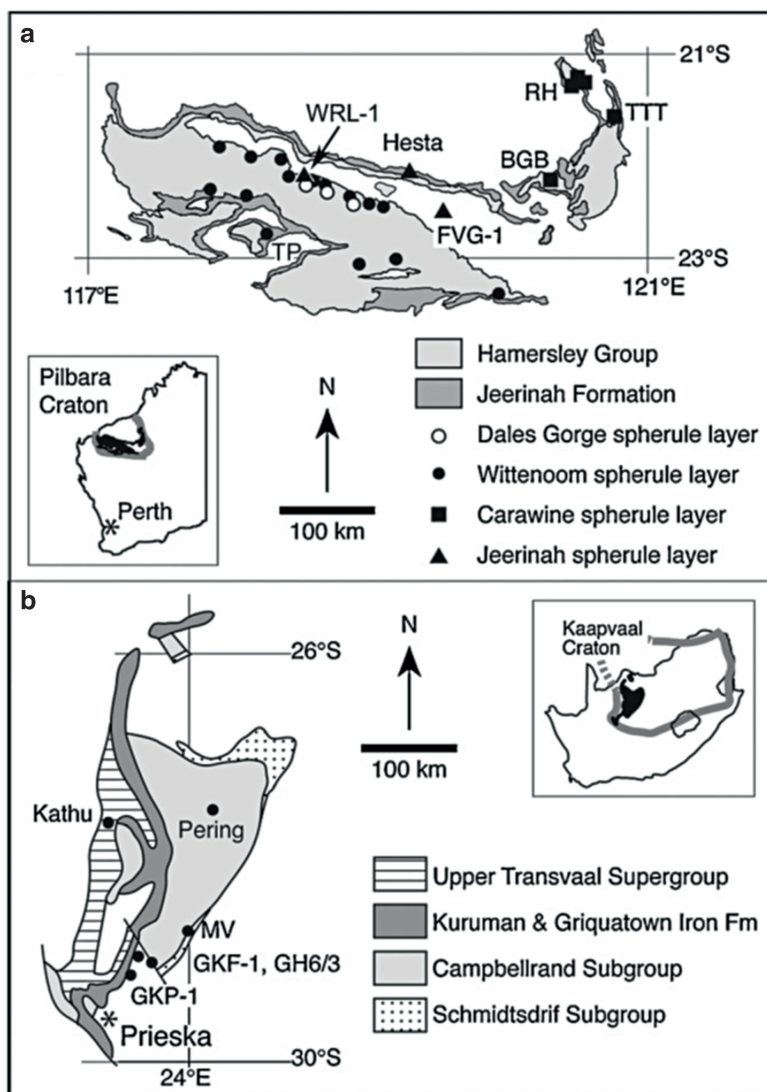 a
21°S
RH
WRL-1
TTT
Hesta
BGB
FVG-1
TP
23°S
117°E
121°E
Pilbara
Craton
Perth
N
100 km
Hamersley Group
Jeerinah Formation
Dales Gorge spherule layer
Wittenoom spherule layer
Carawine spherule layer
Jeerinah spherule layer
b
26°S
N
100 km
Kaapvaal
Craton
Kathu
Pering
MV
GKF-1, GH6/3
GKP-1
Prieska
30°S
24°E
Upper Transvaal Supergroup
Kuruman & Griquatown Iron Fm
Campbellrand Subgroup
Schmidtsdrif Subgroup